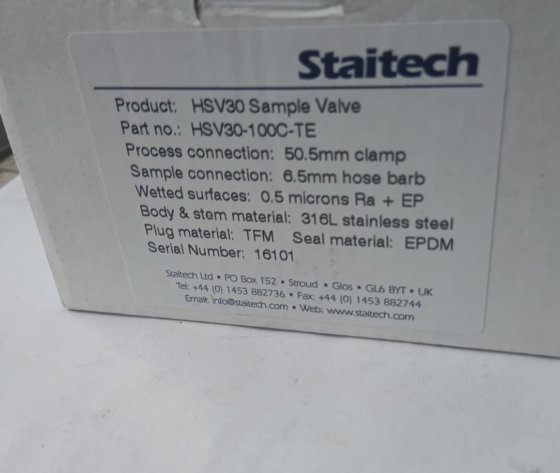 Staitech
Product: HSV30 Sample Valve
Part no.: HSV30-100C-TE
Process connection: 50.5mm clamp
Sample connection: 6.5mm hose barb
Wetted surfaces: 0.5 microns Ra + EP
Body & stem material: 316L stainless steel
Plug material: TFM Seal material: EPDM
Serial Number: 16101
Staitech Ltd • PO Box 152 • Stroud • Glos • GL6 8YT • UK
Tel: +44 (0) 1453 882736 • Fax: +44 (0) 1453 882744
Email: info@staitech.com • Web: www.staitech.com